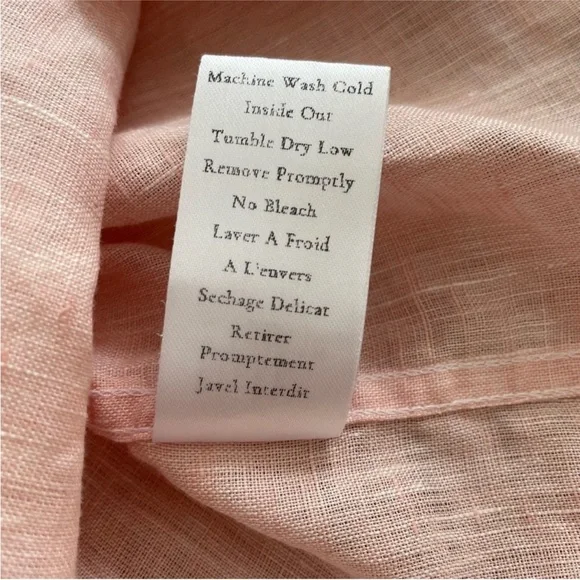 Machine Wash Cold
Inside Out
Tumble Dry Low
Remove Promptly
No Bleach
Laver A Froid
A L'envers
Sechage Delicat
Retirer
Promptement
Javel Interdit